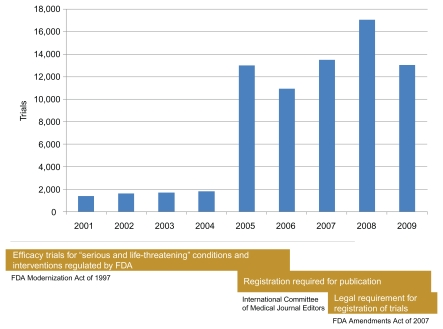 18,000
16,000
14,000
12,000
10,000
8,000
6,000
4,000
2,000
0
Trials
2001 2002 2003 2004 2005 2006 2007 2008 2009
Efficacy trials for “serious and life-threatening” conditions and
interventions regulated by FDA
FDA Modernization Act of 1997
Registration required for publication
International Committee
of Medical Journal Editors
Legal requirement for
registration of trials
FDA Amendments Act of 2007